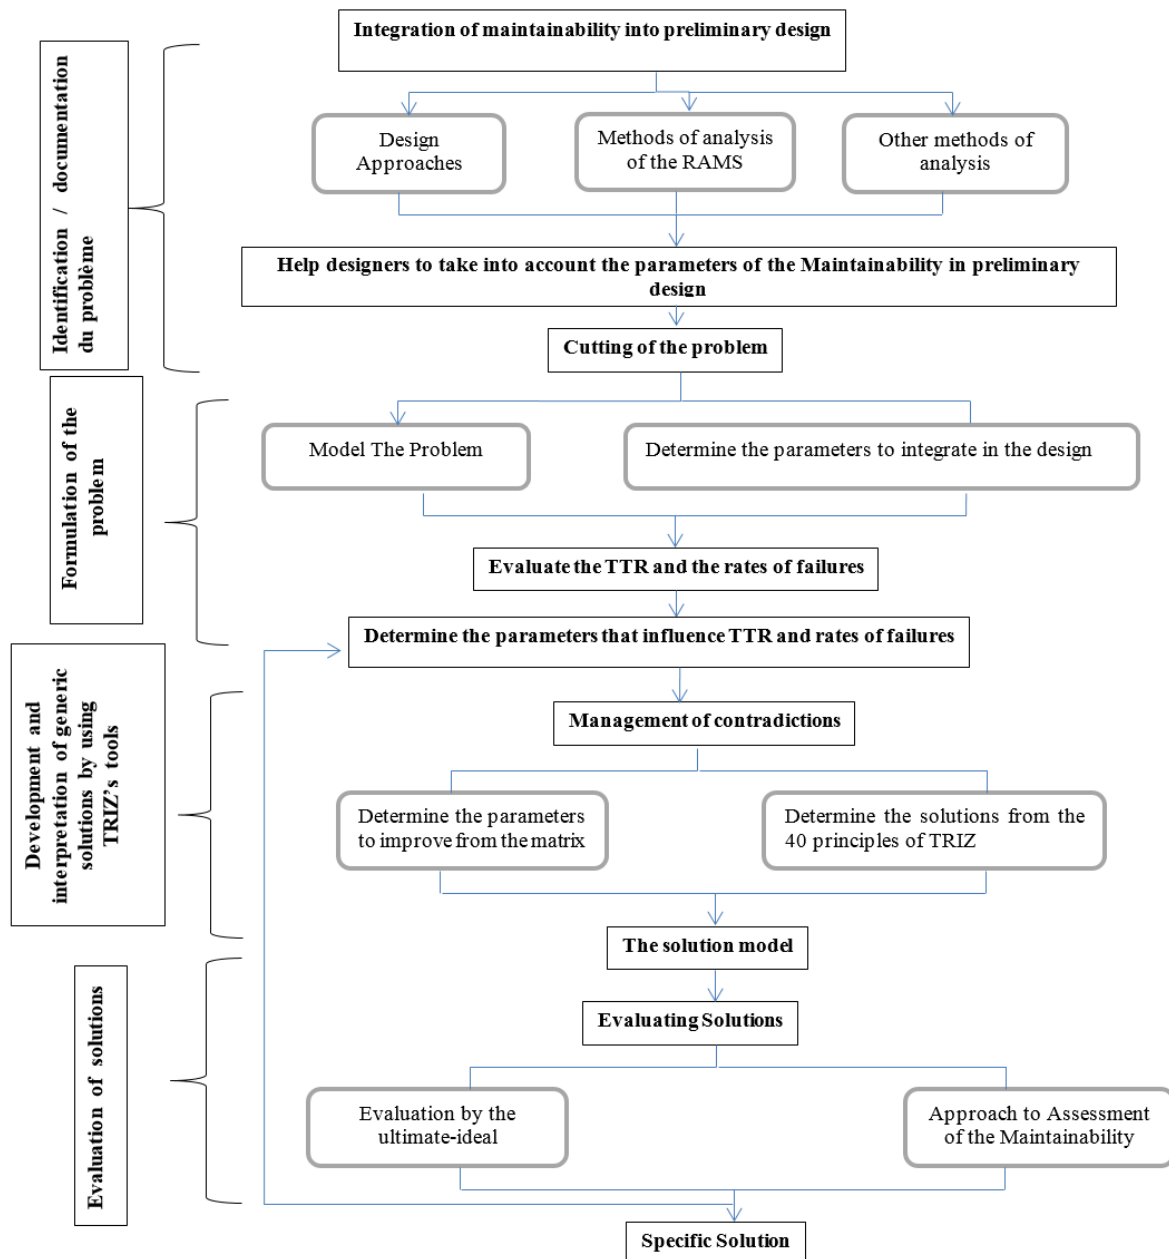 Integration of maintainability into preliminary design
Identification / documentation
du problème
Design
Approaches
Methods of analysis
of the RAMS
Other methods of
analysis
Help designers to take into account the parameters of the Maintainability in preliminary
design
Cutting of the problem
Formulation of the
problem
Model The Problem
Determine the parameters to integrate in the design
Evaluate the TTR and the rates of failures
Determine the parameters that influence TTR and rates of failures
Development and
interpretation of generic
solutions by using
TRIZ's tools
Management of contradictions
Determine the parameters
to improve from the matrix
Determine the solutions from the
40 principles of TRIZ
The solution model
Evaluation of solutions
Evaluating Solutions
Evaluation by the
ultimate-ideal
Approach to Assessment
of the Maintainability
Specific Solution